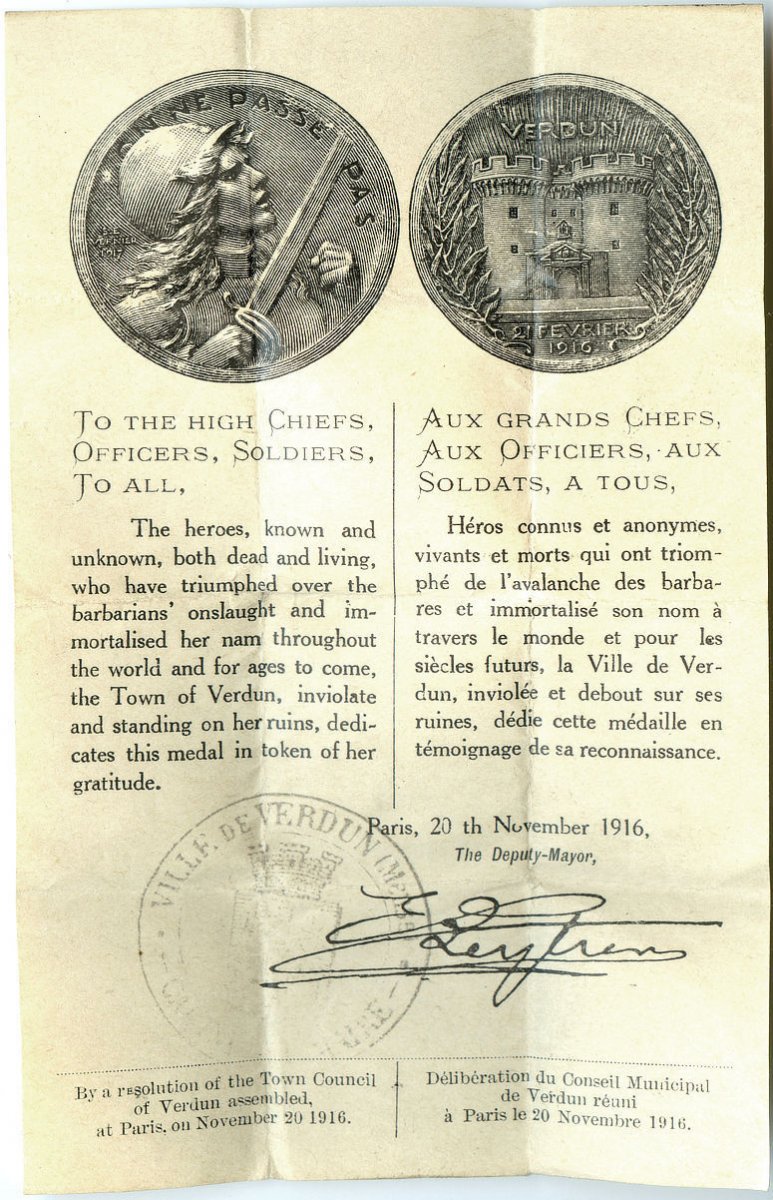 ON NE PASSE PAS
VERNIER
1917
VERDUN
21 FEVRIER
1916
TO THE HIGH CHIEFS,
OFFICERS, SOLDIERS,
TO ALL,
The heroes, known and
unknown, both dead and living,
who have triumphed over the
barbarians' onslaught and im-
mortalised her nam throughout
the world and for ages to come,
the Town of Verdun, inviolate
and standing on her ruins, dedi-
cates this medal in token of her
gratitude.
AUX GRANDS CHEFS,
AUX OFFICIERS, AUX
SOLDATS, A TOUS,
Héros connus et anonymes,
vivants et morts qui ont triom-
phé de l'avalanche des barba-
res et immortalisé son nom à
travers le monde et pour les
siècles futurs, la Ville de Ver-
dun, inviolée et debout sur ses
ruines, dédie cette médaille en
témoignage de sa reconnaissance.
Paris, 20 th November 1916,
The Deputy-Mayor,
VILLE DE VERDUN
By a resolution of the Town Council
of Verdun assembled,
at Paris, on November 20 1916.
Délibération du Conseil Municipal
de Verdun réuni
à Paris le 20 Novembre 1916.